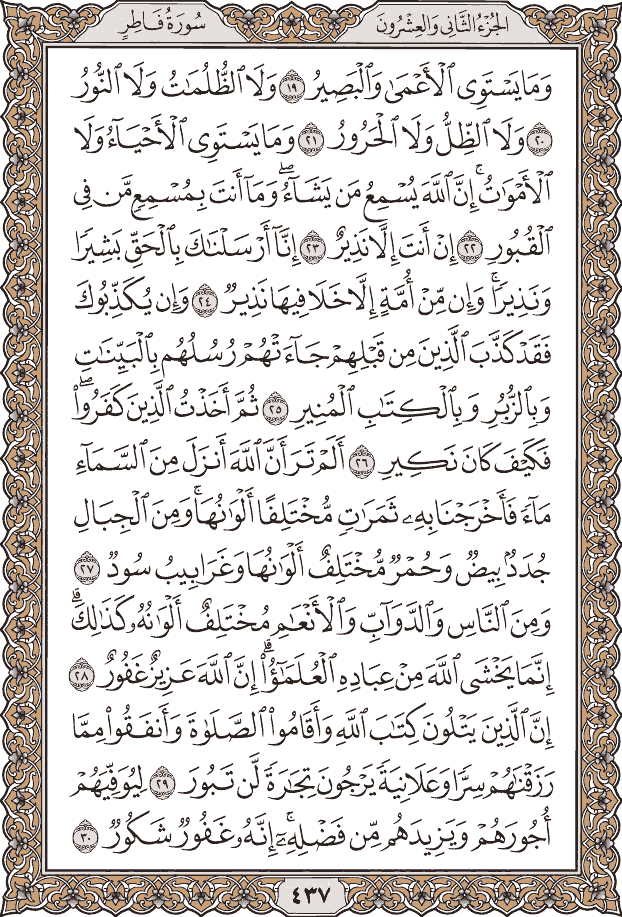 الجُزْءُ الثَّانِي وَالعِشْرُونَ
سُورَةُ فَاطِرٍ
وَمَا يَسْتَوِى ٱلْأَعْمَىٰ وَٱلْبَصِيرُ ١٩ وَلَا ٱلظُّلُمَٰتُ وَلَا ٱلنُّورُ
٢٠ وَلَا ٱلظِّلُّ وَلَا ٱلْحَرُورُ ٢١ وَمَا يَسْتَوِى ٱلْأَحْيَآءُ وَلَا
ٱلْأَمْوَٰتُۚ إِنَّ ٱللَّهَ يُسْمِعُ مَن يَشَآءُۖ وَمَآ أَنتَ بِمُسْمِعٍ مَّن فِى
ٱلْقُبُورِ ٢٢ إِنْ أَنتَ إِلَّا نَذِيرٌ ٢٣ إِنَّآ أَرْسَلْنَٰكَ بِٱلْحَقِّ بَشِيرًا
وَنَذِيرًاۚ وَإِن مِّنْ أُمَّةٍ إِلَّا خَلَا فِيهَا نَذِيرٌ ٢٤ وَإِن يُكَذِّبُوكَ
فَقَدْ كَذَّبَ ٱلَّذِينَ مِن قَبْلِهِمْ جَآءَتْهُمْ رُسُلُهُم بِٱلْبَيِّنَٰتِ
وَبِٱلزُّبُرِ وَبِٱلْكِتَٰبِ ٱلْمُنِيرِ ٢٥ ثُمَّ أَخَذْتُ ٱلَّذِينَ كَفَرُوا۟ۖ
فَكَيْفَ كَانَ نَكِيرِ ٢٦ أَلَمْ تَرَ أَنَّ ٱللَّهَ أَنزَلَ مِنَ ٱلسَّمَآءِ
مَآءً فَأَخْرَجْنَا بِهِۦ ثَمَرَٰتٍ مُّخْتَلِفًا أَلْوَٰنُهَاۚ وَمِنَ ٱلْجِبَالِ
جُدَدٌۢ بِيضٌ وَحُمْرٌ مُّخْتَلِفٌ أَلْوَٰنُهَا وَغَرَابِيبُ سُودٌ ٢٧
وَمِنَ ٱلنَّاسِ وَٱلدَّوَآبِّ وَٱلْأَنْعَٰمِ مُخْتَلِفٌ أَلْوَٰنُهُۥ كَذَٰلِكَۗ
إِنَّمَا يَخْشَى ٱللَّهَ مِنْ عِبَادِهِ ٱلْعُلَمَٰٓؤُا۟ۗ إِنَّ ٱللَّهَ عَزِيزٌ غَفُورٌ ٢٨
إِنَّ ٱلَّذِينَ يَتْلُونَ كِتَٰبَ ٱللَّهِ وَأَقَامُوا۟ ٱلصَّلَوٰةَ وَأَنفَقُوا۟ مِمَّا
رَزَقْنَٰهُمْ سِرًّا وَعَلَانِيَةً يَرْجُونَ تِجَٰرَةً لَّن تَبُورَ ٢٩ لِيُوَفِّيَهُمْ
أُجُورَهُمْ وَيَزِيدَهُم مِّن فَضْلِهِۦٓۚ إِنَّهُۥ غَفُورٌ شَكُورٌ ٣٠
٤٣٧